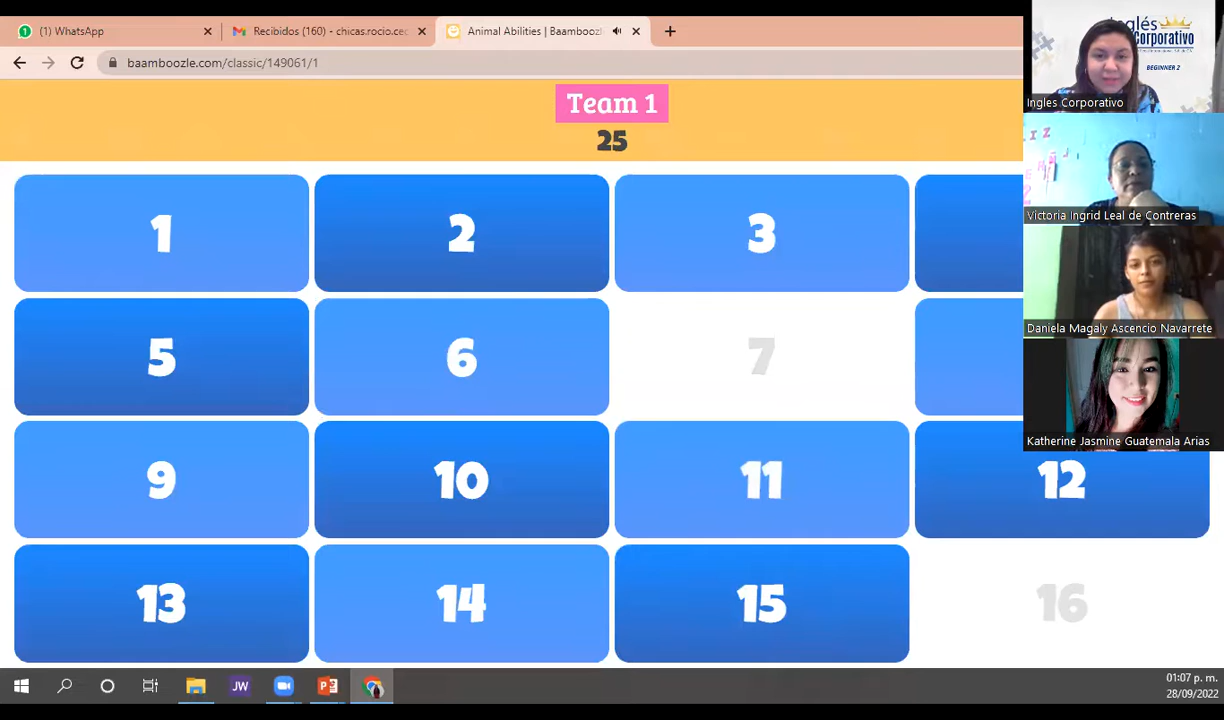 (1) WhatsApp
Recibidos (160) - chicas.rocio.cec
Animal Abilities | Baamboozl
baamboozle.com/classic/149061/1
Team 1
25
1
2
3
5
6
7
9
10
11
12
13
14
15
16
Inglés
Corporativo
BEGINNER 2
Ingles Corporativo
Victoria Ingrid Leal de Contreras
Daniela Magaly Ascencio Navarrete
Katherine Jasmine Guatemala Arias
JW
01:07 p. m.
28/09/2022